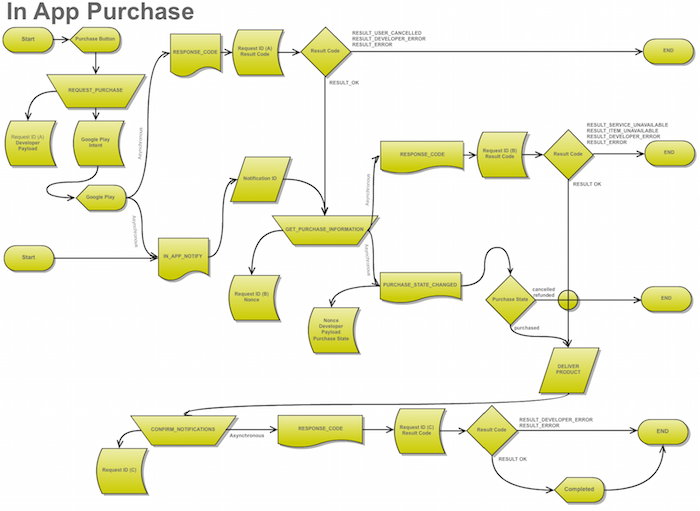 In App Purchase
Start
Purchase Button
REQUEST_PURCHASE
Request ID (A)
Developer
Payload
Google Play
Intent
Google Play
Asynchronous
Asynchronous
RESPONSE_CODE
Request ID (A)
Result Code
Result Code
RESULT_USER_CANCELLED
RESULT_DEVELOPER_ERROR
RESULT_ERROR
END
RESULT_OK
Start
IN_APP_NOTIFY
Notification ID
GET_PURCHASE_INFORMATION
Request ID (B)
Nonce
Asynchronous
Asynchronous
RESPONSE_CODE
Request ID (B)
Result Code
Result Code
RESULT_SERVICE_UNAVAILABLE
RESULT_ITEM_UNAVAILABLE
RESULT_DEVELOPER_ERROR
RESULT_ERROR
END
RESULT OK
PURCHASE_STATE_CHANGED
Nonce
Developer
Payload
Purchase State
Purchase State
cancelled
refunded
END
purchased
DELIVER
PRODUCT
CONFIRM_NOTIFICATIONS
Request ID (C)
Asynchronous
RESPONSE_CODE
Request ID (C)
Result Code
Result Code
RESULT_DEVELOPER_ERROR
RESULT_ERROR
END
RESULT OK
Completed